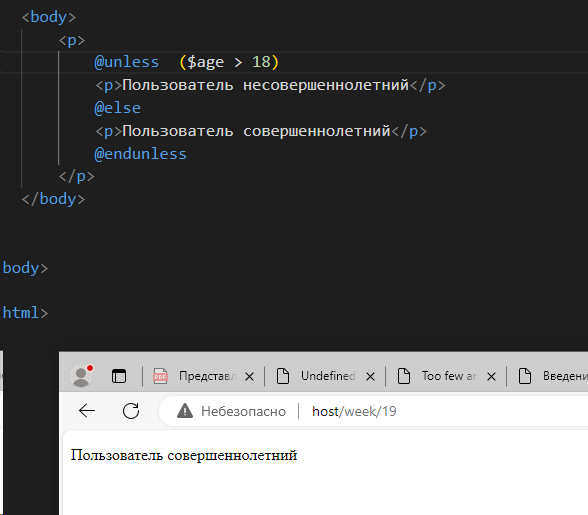 <body>
<p>
@unless  ($age > 18)
<p>Пользователь несовершеннолетний</p>
@else
<p>Пользователь совершеннолетний</p>
@endunless
</p>
</body>
body>
html>
PDF Представл
Undefined
Too few ar
Введени
Небезопасно | host/week/19
Пользователь совершеннолетний